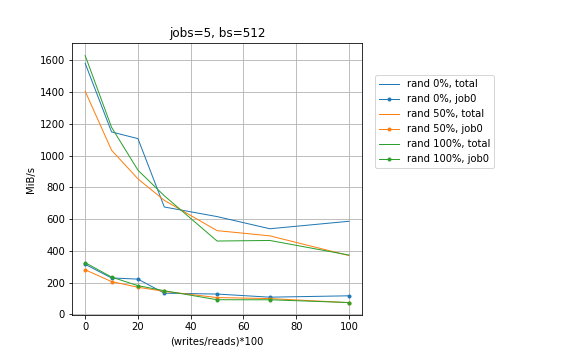 jobs=5, bs=512
MiB/s
1600
1400
1200
1000
800
600
400
200
0
0 20 40 60 80 100
(writes/reads)*100
rand 0%, total
rand 0%, job0
rand 50%, total
rand 50%, job0
rand 100%, total
rand 100%, job0